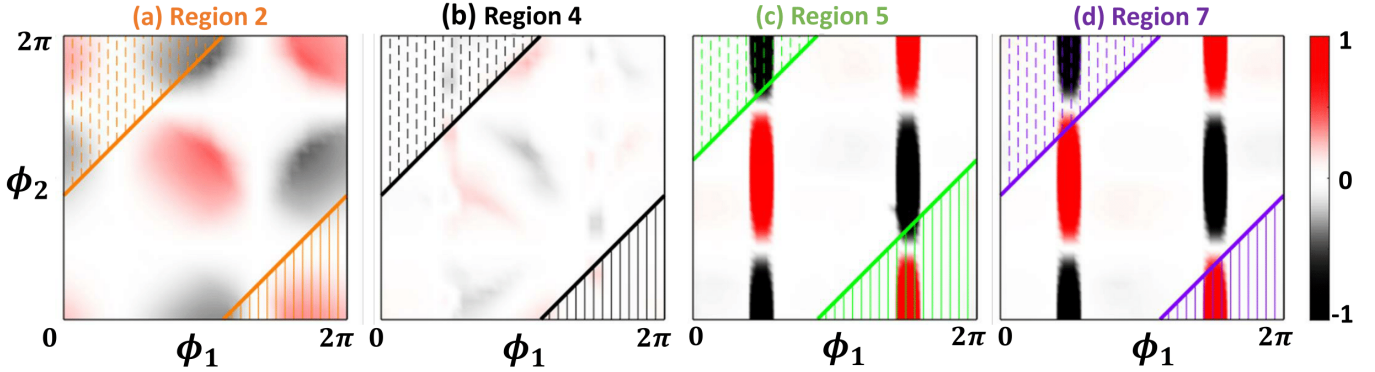 (a) Region 2 (b) Region 4 (c) Region 5 (d) Region 7
2π 1
ϕ₂ 0
-1
0 2π 0 2π 0 2π 0 2π
ϕ₁ ϕ₁ ϕ₁ ϕ₁